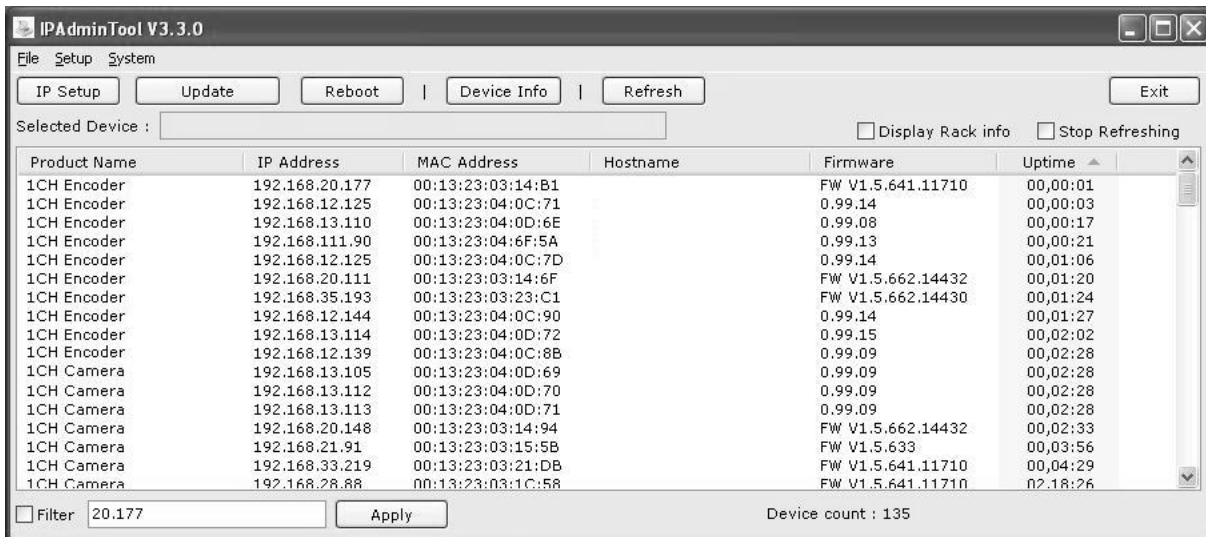 IPAdminTool V3.3.0
File Setup System
IP Setup Update Reboot | Device Info | Refresh Exit
Selected Device : Display Rack info Stop Refreshing
Product Name IP Address MAC Address Hostname Firmware Uptime
1CH Encoder 192.168.20.177 00:13:23:03:14:B1 FW V1.5.641.11710 00,00:01
1CH Encoder 192.168.12.125 00:13:23:04:0C:71 0.99.14 00,00:03
1CH Encoder 192.168.13.110 00:13:23:04:0D:6E 0.99.08 00,00:17
1CH Encoder 192.168.111.90 00:13:23:04:6F:5A 0.99.13 00,00:21
1CH Encoder 192.168.12.125 00:13:23:04:0C:7D 0.99.14 00,01:06
1CH Encoder 192.168.20.111 00:13:23:03:14:6F FW V1.5.662.14432 00,01:20
1CH Encoder 192.168.35.193 00:13:23:03:23:C1 FW V1.5.662.14430 00,01:24
1CH Encoder 192.168.12.144 00:13:23:04:0C:90 0.99.14 00,01:27
1CH Encoder 192.168.13.114 00:13:23:04:0D:72 0.99.15 00,02:02
1CH Encoder 192.168.12.139 00:13:23:04:0C:8B 0.99.09 00,02:28
1CH Camera 192.168.13.105 00:13:23:04:0D:69 0.99.09 00,02:28
1CH Camera 192.168.13.112 00:13:23:04:0D:70 0.99.09 00,02:28
1CH Camera 192.168.13.113 00:13:23:04:0D:71 0.99.09 00,02:28
1CH Camera 192.168.20.148 00:13:23:03:14:94 FW V1.5.662.14432 00,02:33
1CH Camera 192.168.21.91 00:13:23:03:15:5B FW V1.5.633 00,03:56
1CH Camera 192.168.33.219 00:13:23:03:21:DB FW V1.5.641.11710 00,04:29
1CH Camera 192.168.28.88 00:13:23:03:1C:58 FW V1.5.641.11710 02,18:26
Filter 20.177 Apply Device count : 135